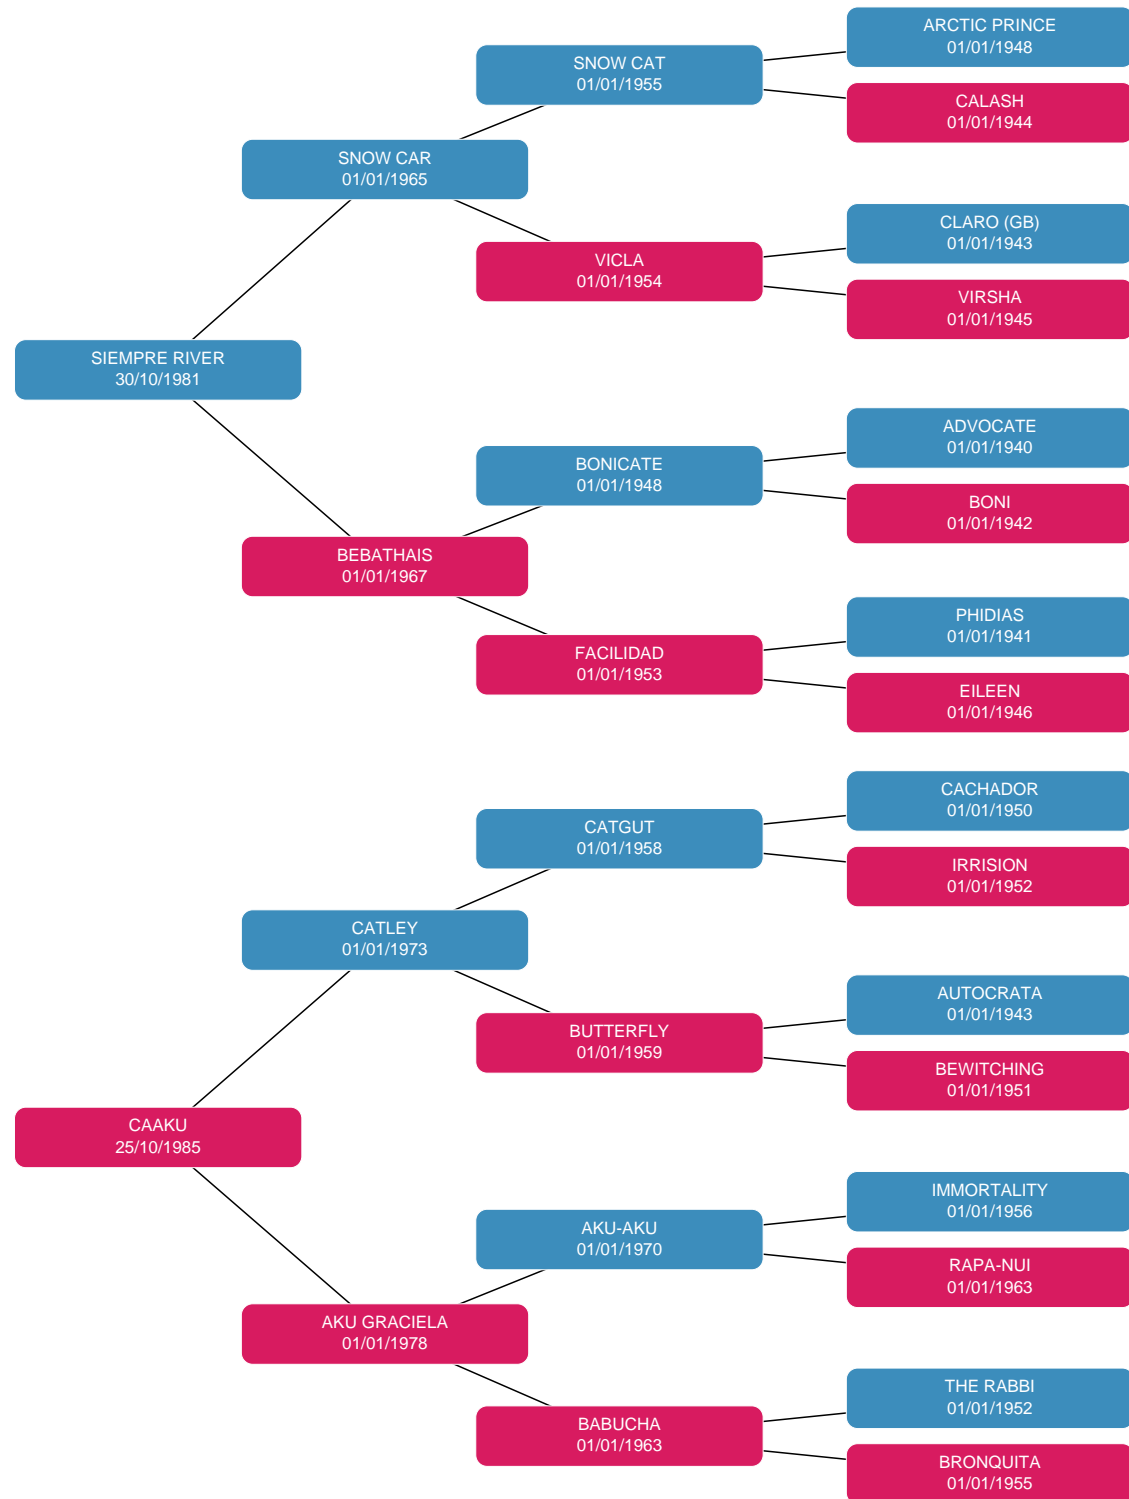 ARCTIC PRINCE
01/01/1948
SNOW CAT
01/01/1955
CALASH
01/01/1944
SNOW CAR
01/01/1965
CLARO (GB)
01/01/1943
VICLA
01/01/1954
VIRSHA
01/01/1945
SIEMPRE RIVER
30/10/1981
ADVOCATE
01/01/1940
BONICATE
01/01/1948
BONI
01/01/1942
BEBATHAIS
01/01/1967
PHIDIAS
01/01/1941
FACILIDAD
01/01/1953
EILEEN
01/01/1946
CACHADOR
01/01/1950
CATGUT
01/01/1958
IRRISION
01/01/1952
CATLEY
01/01/1973
AUTOCRATA
01/01/1943
BUTTERFLY
01/01/1959
BEWITCHING
01/01/1951
CAAKU
25/10/1985
IMMORTALITY
01/01/1956
AKU-AKU
01/01/1970
RAPA-NUI
01/01/1963
AKU GRACIELA
01/01/1978
THE RABBI
01/01/1952
BABUCHA
01/01/1963
BRONQUITA
01/01/1955